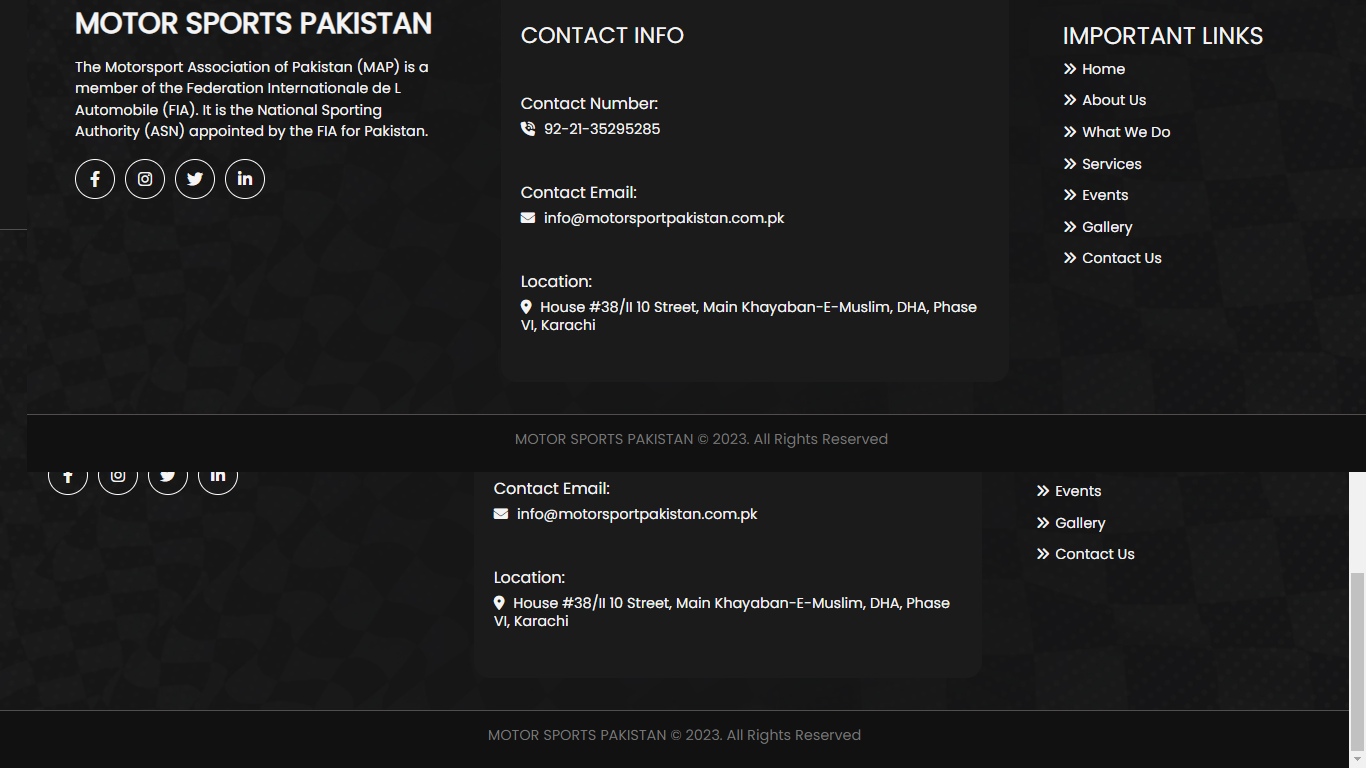 MOTOR SPORTS PAKISTAN
The Motorsport Association of Pakistan (MAP) is a
member of the Federation Internationale de L
Automobile (FIA). It is the National Sporting
Authority (ASN) appointed by the FIA for Pakistan.
CONTACT INFO
Contact Number:
92-21-35295285
Contact Email:
info@motorsportpakistan.com.pk
Location:
House #38/II 10 Street, Main Khayaban-E-Muslim, DHA, Phase
VI, Karachi
IMPORTANT LINKS
Home
About Us
What We Do
Services
Events
Gallery
Contact Us
MOTOR SPORTS PAKISTAN © 2023. All Rights Reserved
Contact Email:
info@motorsportpakistan.com.pk
Location:
House #38/II 10 Street, Main Khayaban-E-Muslim, DHA, Phase
VI, Karachi
Events
Gallery
Contact Us
MOTOR SPORTS PAKISTAN © 2023. All Rights Reserved